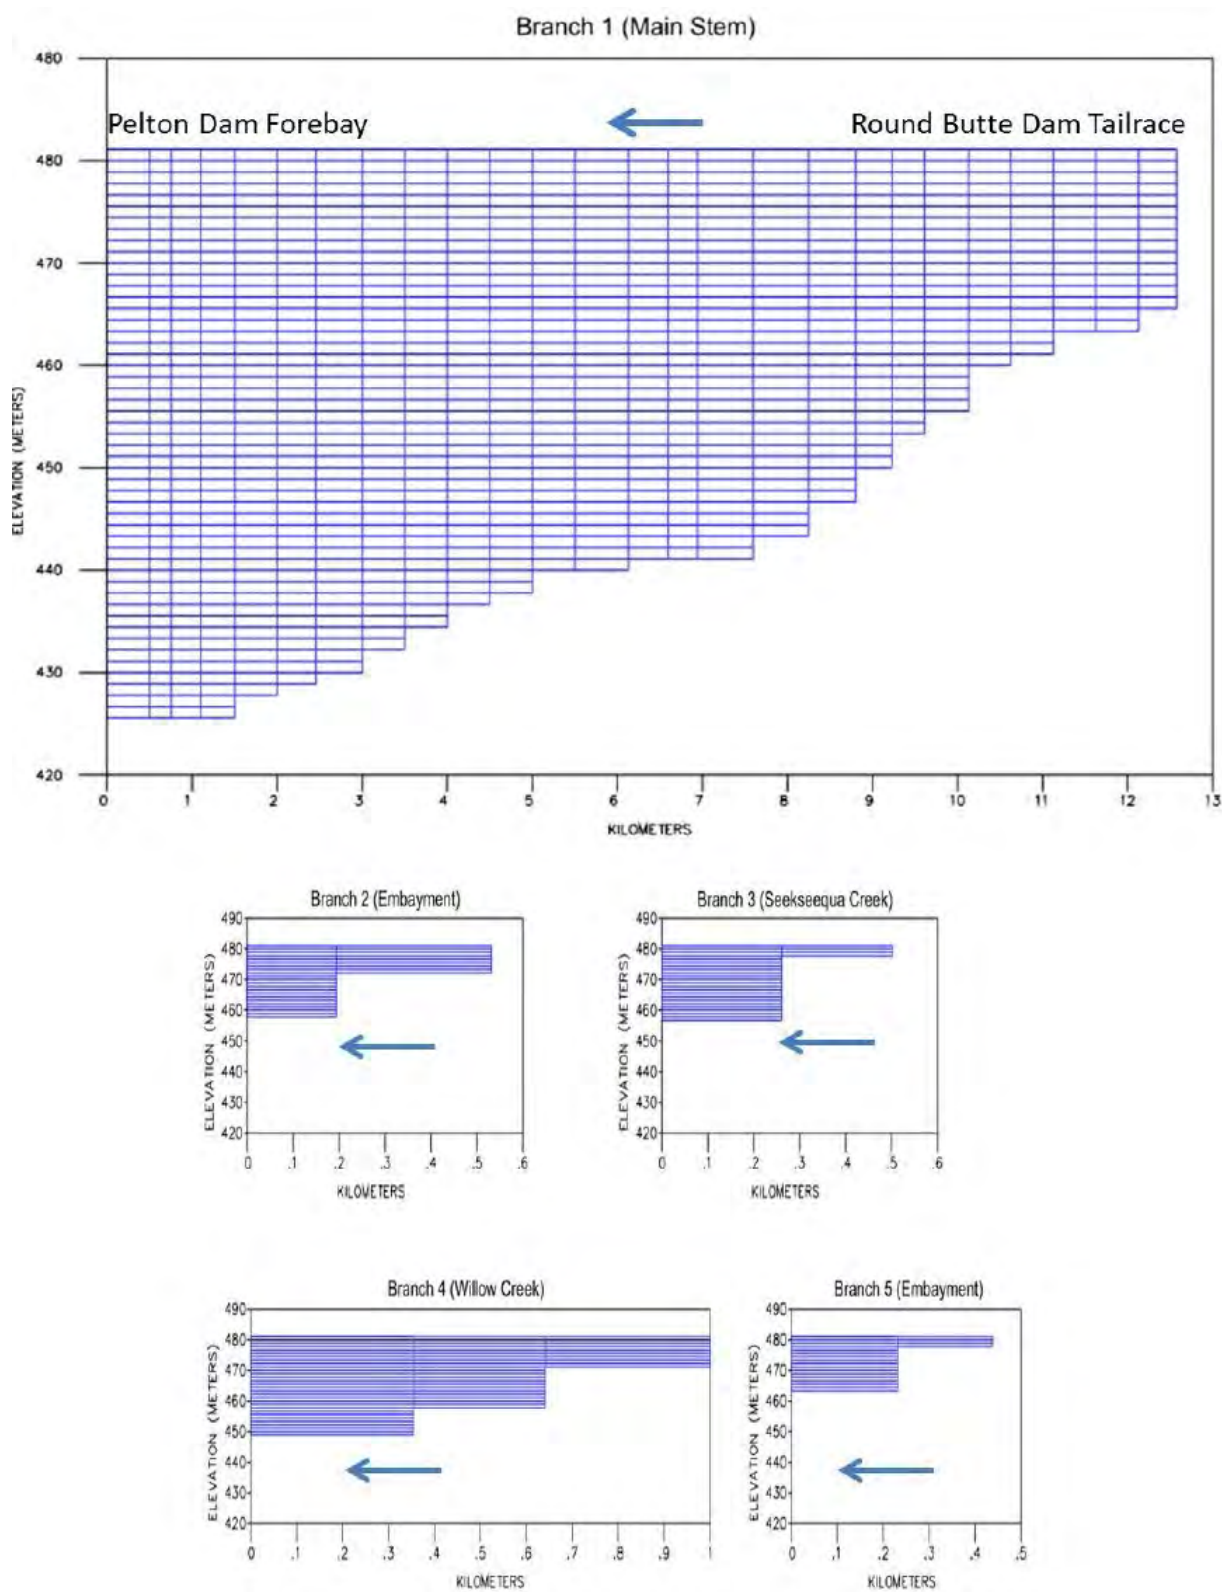 Branch 1 (Main Stem)
480
Pelton Dam Forebay
Round Butte Dam Tailrace
480
470
460
450
440
430
420
ELEVATION (METERS)
0 1 2 3 4 5 6 7 8 9 10 11 12 13
KILOMETERS
Branch 2 (Embayment)
490
480
470
460
450
440
430
420
ELEVATION (METERS)
0 .1 .2 .3 .4 .5 .6
KILOMETERS
Branch 3 (Seekseequa Creek)
490
480
470
460
450
440
430
420
ELEVATION (METERS)
0 .1 .2 .3 .4 .5 .6
KILOMETERS
Branch 4 (Willow Creek)
490
480
470
460
450
440
430
420
ELEVATION (METERS)
0 .1 .2 .3 .4 .5 .6 .7 .8 .9 1
KILOMETERS
Branch 5 (Embayment)
490
480
470
460
450
440
430
420
ELEVATION (METERS)
0 .1 .2 .3 .4 .5
KILOMETERS